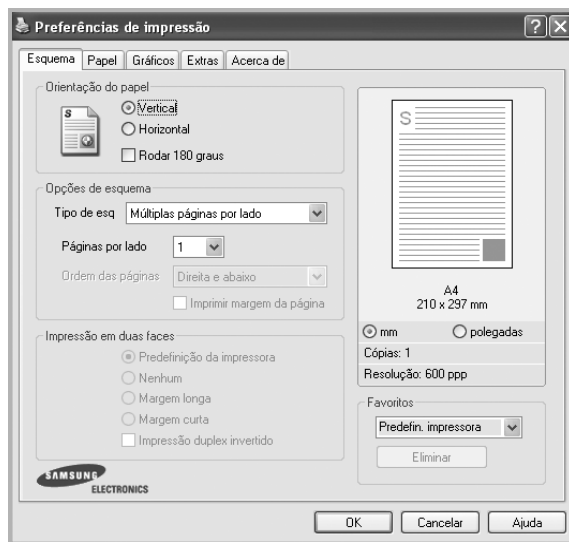 Preferências de impressão
Esquema Papel Gráficos Extras Acerca de
Orientação do papel
S
Vertical
Horizontal
Rodar 180 graus
Opções de esquema
Tipo de esq Múltiplas páginas por lado
Páginas por lado 1
Ordem das páginas Direita e abaixo
Imprimir margem da página
Impressão em duas faces
Predefinição da impressora
Nenhum
Margem longa
Margem curta
Impressão duplex invertido
SAMSUNG
ELECTRONICS
S
A4
210 x 297 mm
mm polegadas
Cópias: 1
Resolução: 600 ppp
Favoritos
Predefin. impressora
Eliminar
OK Cancelar Ajuda